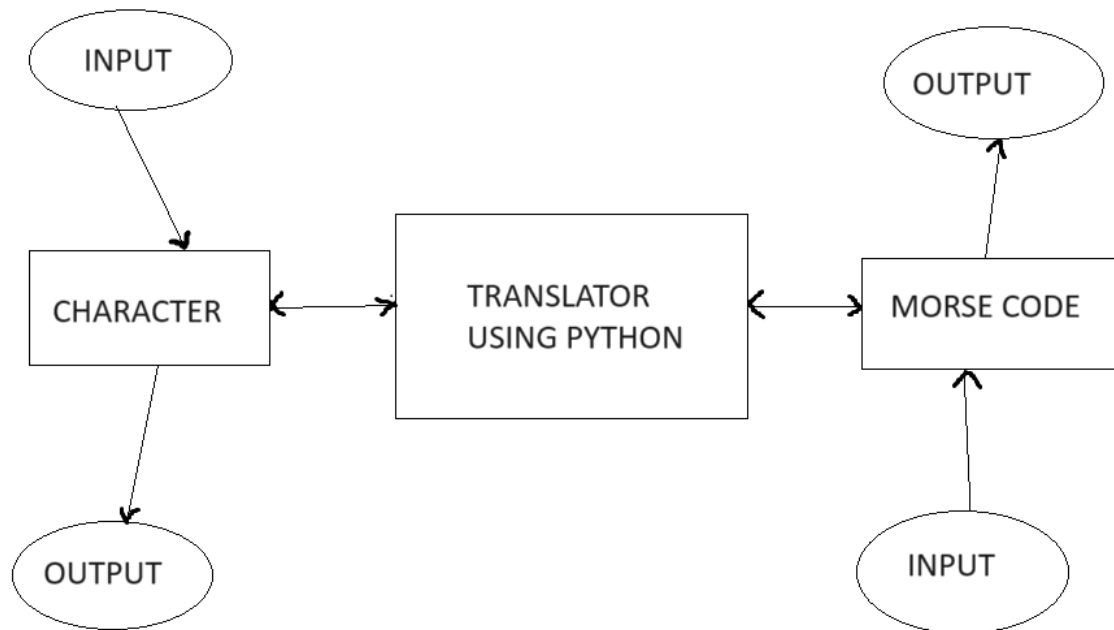 INPUT
OUTPUT
CHARACTER
TRANSLATOR
USING PYTHON
MORSE CODE
OUTPUT
INPUT